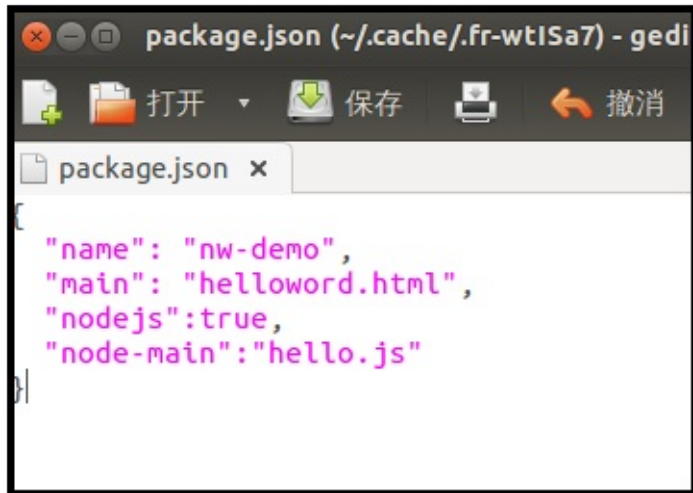 package.json (~/.cache/.fr-wtISa7) - gedi
打开 保存 撤消
package.json ×
{
"name": "nw-demo",
"main": "helloword.html",
"nodejs":true,
"node-main":"hello.js"
}